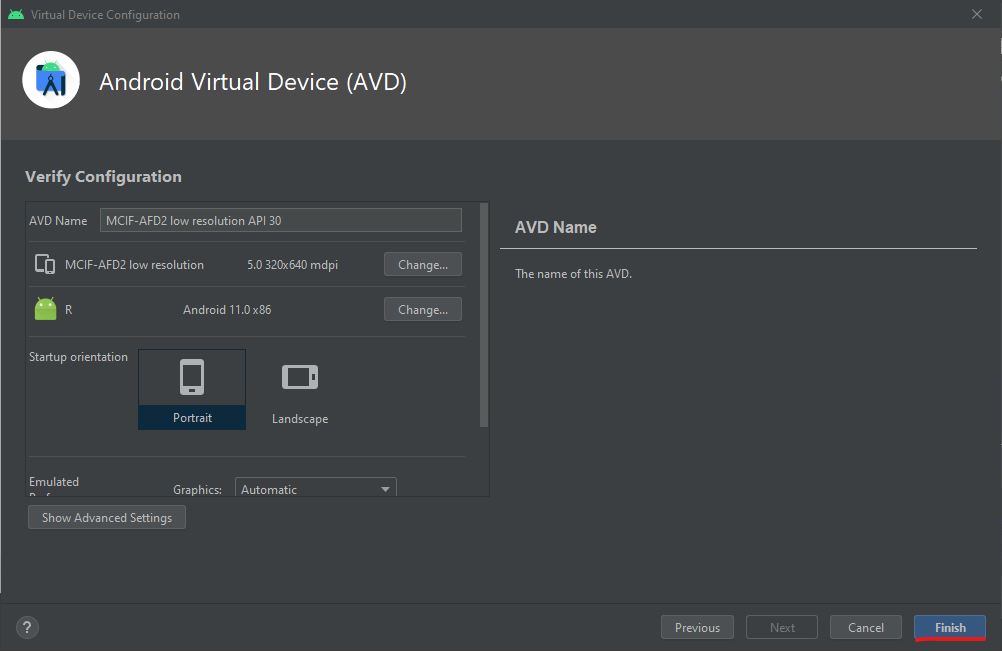 Virtual Device Configuration
Android Virtual Device (AVD)
Verify Configuration
AVD Name MCIF-AFD2 low resolution API 30
MCIF-AFD2 low resolution 5.0 320x640 mdpi Change...
R Android 11.0 x86 Change...
Startup orientation
Portrait
Landscape
Emulated
Graphics: Automatic
Show Advanced Settings
AVD Name
The name of this AVD.
?
Previous Next Cancel Finish